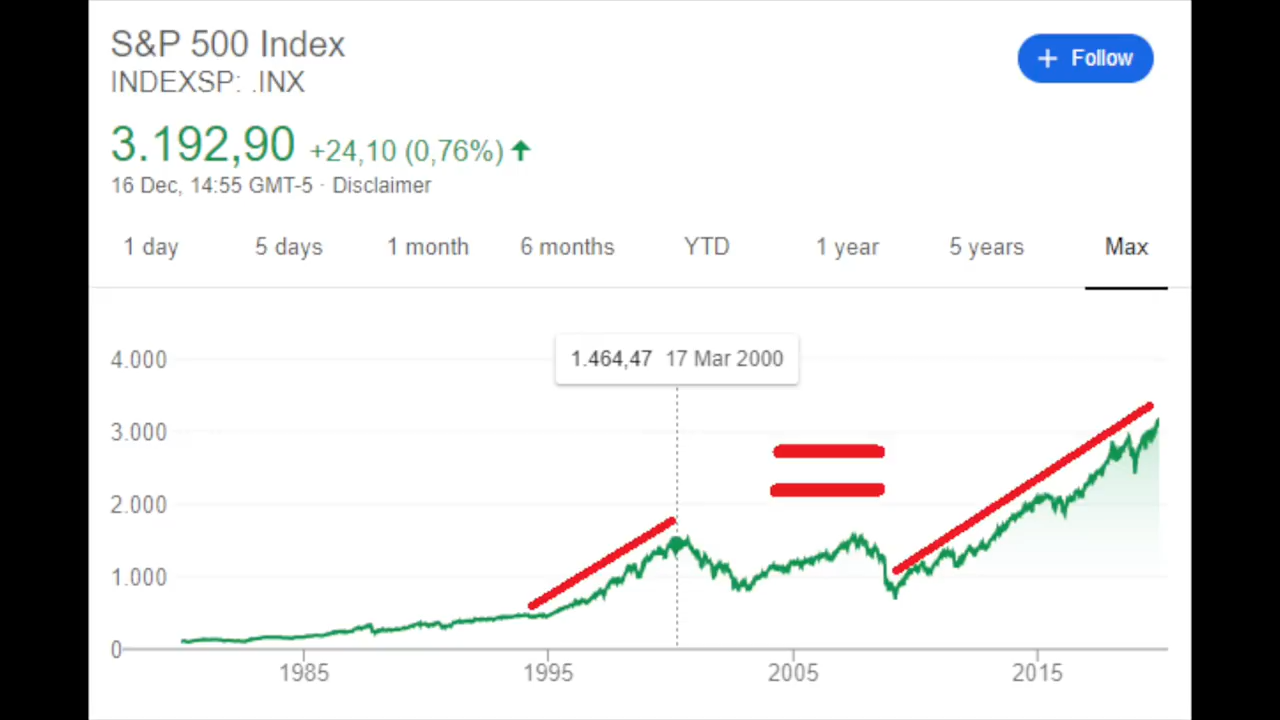 S&P 500 Index
INDEXSP: .INX
+ Follow
3.192,90 +24,10 (0,76%)
16 Dec, 14:55 GMT-5 · Disclaimer
1 day 5 days 1 month 6 months YTD 1 year 5 years Max
1.464,47 17 Mar 2000
4.000
3.000
2.000
1.000
0
1985 1995 2005 2015